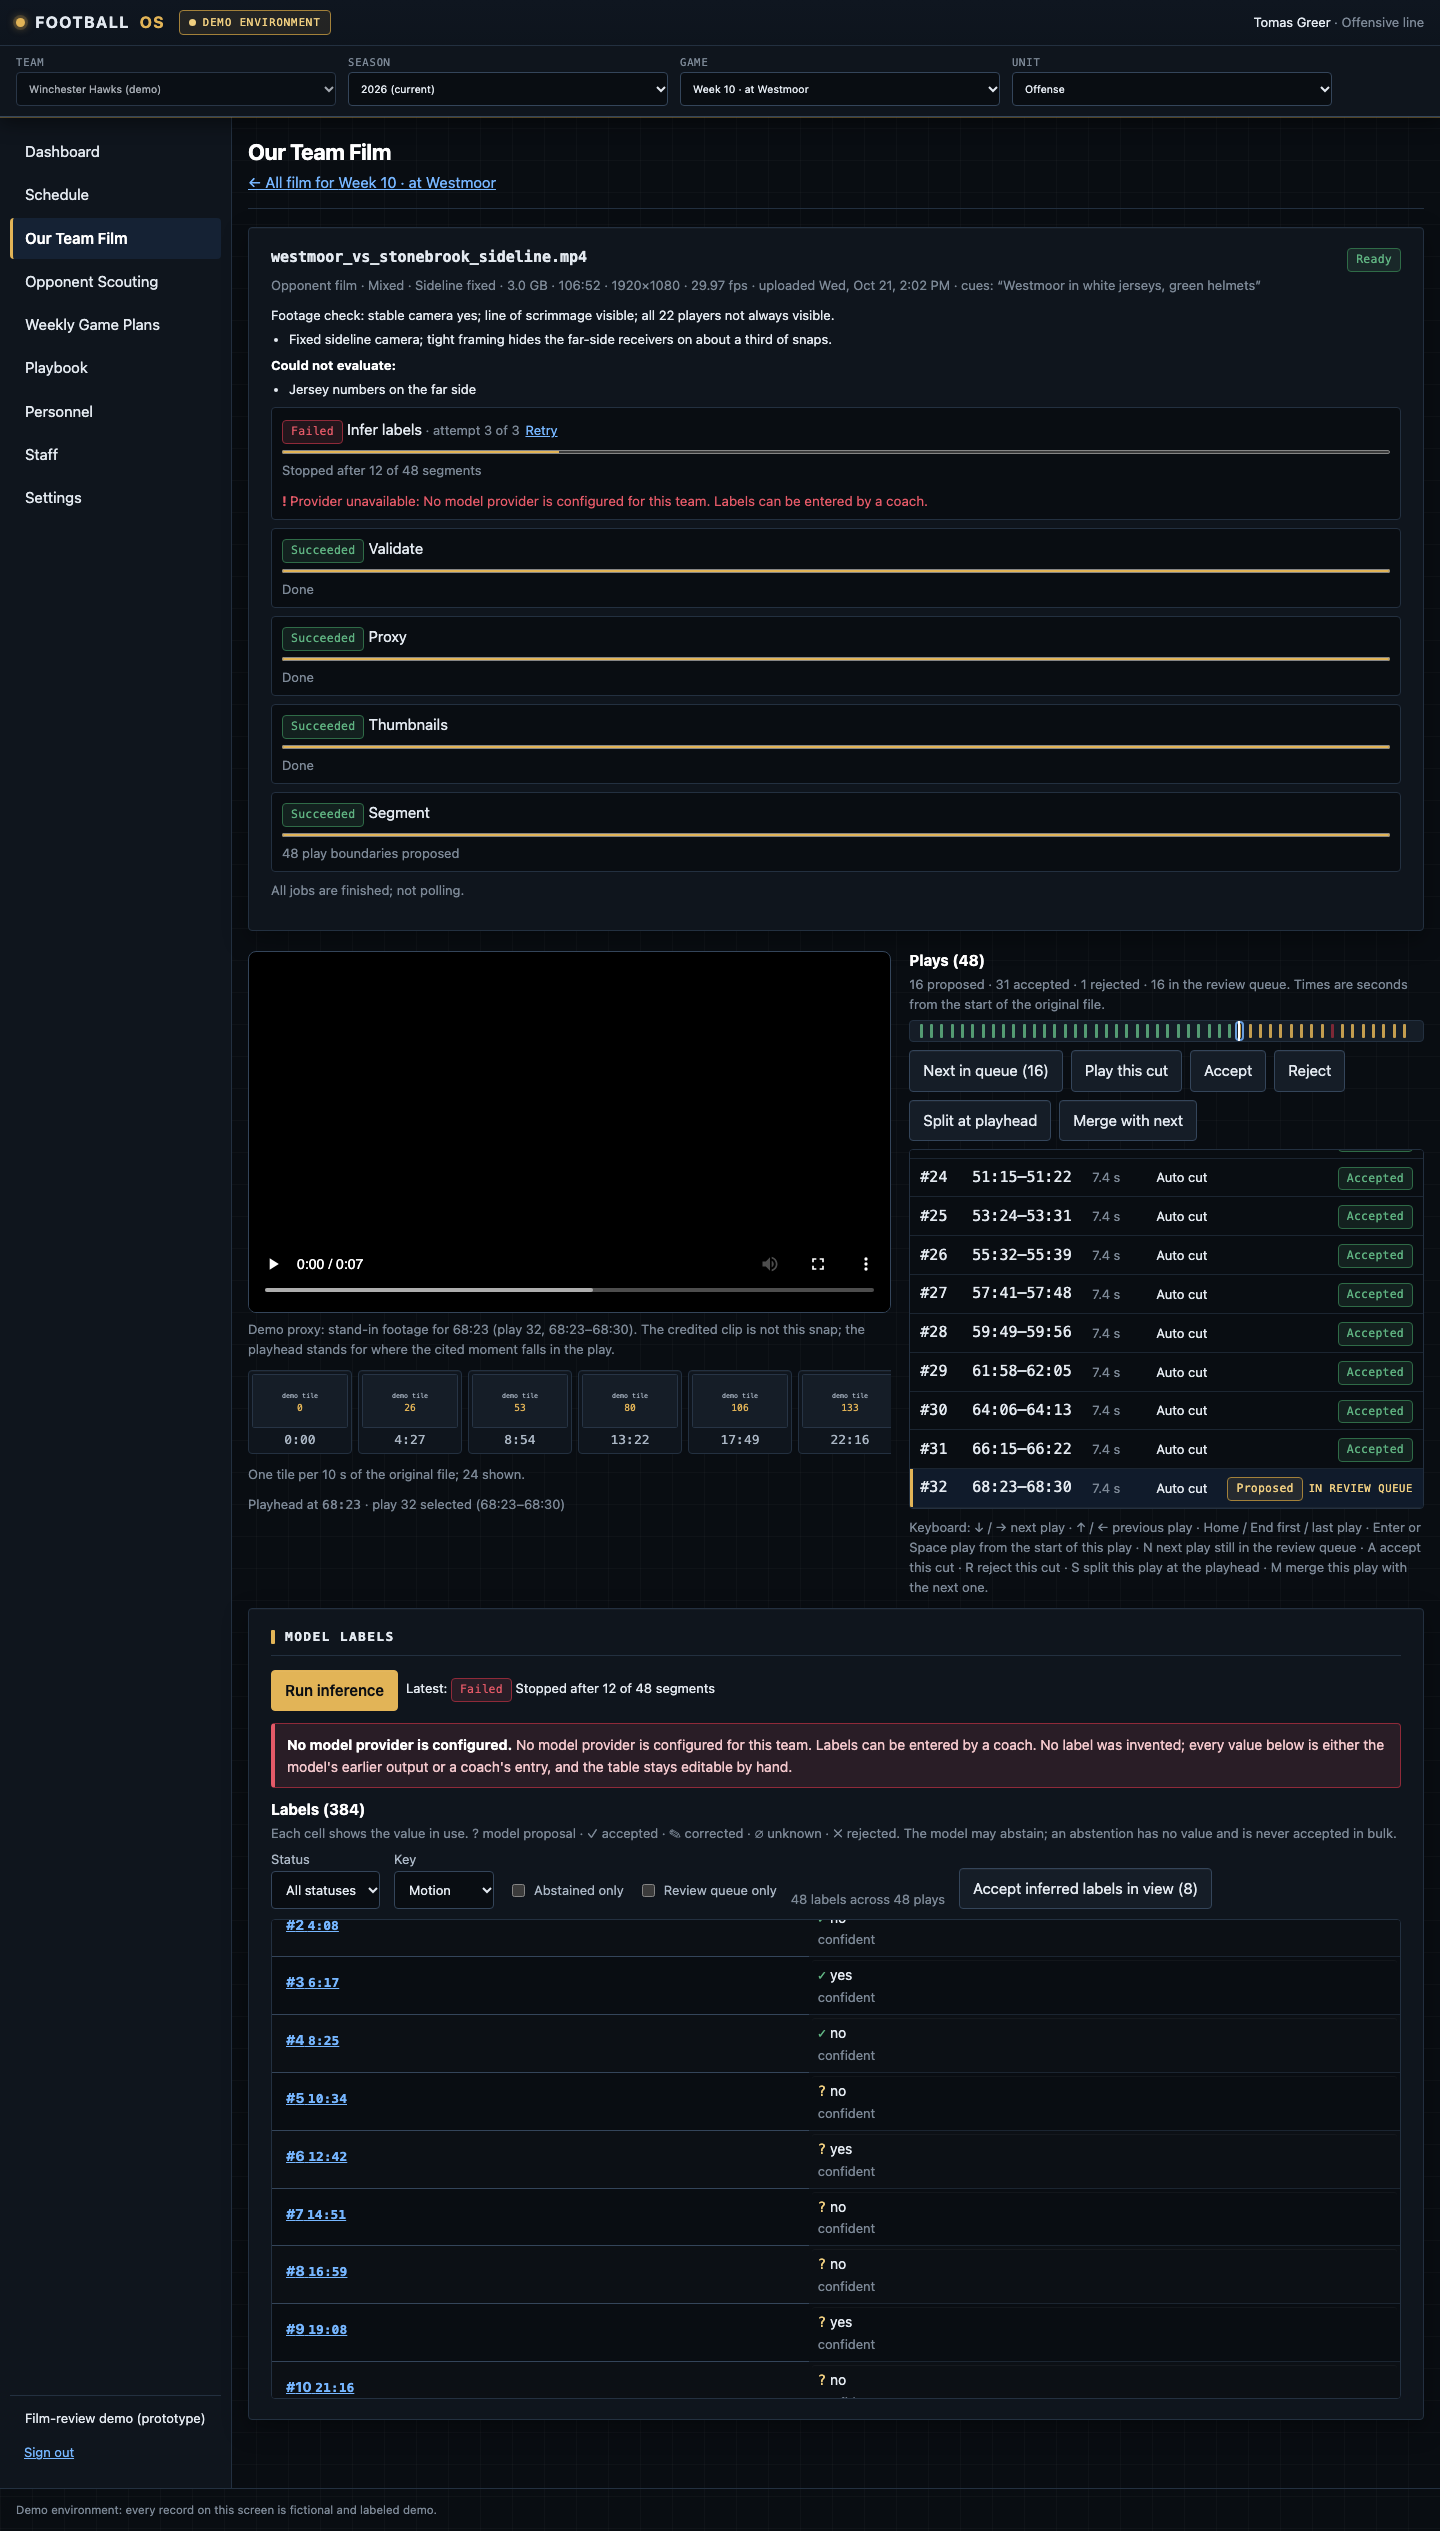 FOOTBALL OS
DEMO ENVIRONMENT
Tomas Greer · Offensive line
TEAM
Winchester Hawks (demo)
SEASON
2026 (current)
GAME
Week 10 · at Westmoor
UNIT
Offense
Dashboard
Schedule
Our Team Film
Opponent Scouting
Weekly Game Plans
Playbook
Personnel
Staff
Settings
Film-review demo (prototype)
Sign out
Our Team Film
← All film for Week 10 · at Westmoor
westmoor_vs_stonebrook_sideline.mp4
Ready
Opponent film · Mixed · Sideline fixed · 3.0 GB · 106:52 · 1920×1080 · 29.97 fps · uploaded Wed, Oct 21, 2:02 PM · cues: “Westmoor in white jerseys, green helmets”
Footage check: stable camera yes; line of scrimmage visible; all 22 players not always visible.
• Fixed sideline camera; tight framing hides the far-side receivers on about a third of snaps.
Could not evaluate:
• Jersey numbers on the far side
Failed Infer labels · attempt 3 of 3 Retry
Stopped after 12 of 48 segments
! Provider unavailable: No model provider is configured for this team. Labels can be entered by a coach.
Succeeded Validate
Done
Succeeded Proxy
Done
Succeeded Thumbnails
Done
Succeeded Segment
48 play boundaries proposed
All jobs are finished; not polling.
0:00 / 0:07
Demo proxy: stand-in footage for 68:23 (play 32, 68:23–68:30). The credited clip is not this snap; the
playhead stands for where the cited moment falls in the play.
demo tile
0
0:00
demo tile
26
4:27
demo tile
53
8:54
demo tile
80
13:22
demo tile
106
17:49
demo tile
133
22:16
One tile per 10 s of the original file; 24 shown.
Playhead at 68:23 · play 32 selected (68:23–68:30)
Plays (48)
16 proposed · 31 accepted · 1 rejected · 16 in the review queue. Times are seconds
from the start of the original file.
Next in queue (16)
Play this cut
Accept
Reject
Split at playhead
Merge with next
#24 51:15–51:22 7.4 s Auto cut Accepted
#25 53:24–53:31 7.4 s Auto cut Accepted
#26 55:32–55:39 7.4 s Auto cut Accepted
#27 57:41–57:48 7.4 s Auto cut Accepted
#28 59:49–59:56 7.4 s Auto cut Accepted
#29 61:58–62:05 7.4 s Auto cut Accepted
#30 64:06–64:13 7.4 s Auto cut Accepted
#31 66:15–66:22 7.4 s Auto cut Accepted
#32 68:23–68:30 7.4 s Auto cut Proposed IN REVIEW QUEUE
Keyboard: ↓ / → next play · ↑ / ← previous play · Home / End first / last play · Enter or
Space play from the start of this play · N next play still in the review queue · A accept
this cut · R reject this cut · S split this play at the playhead · M merge this play with
the next one.
MODEL LABELS
Run inference
Latest: Failed Stopped after 12 of 48 segments
No model provider is configured. No model provider is configured for this team. Labels can be entered by a coach. No label was invented; every value below is either the
model's earlier output or a coach's entry, and the table stays editable by hand.
Labels (384)
Each cell shows the value in use. ? model proposal · ✓ accepted · ✎ corrected · ∅ unknown · ✕ rejected. The model may abstain; an abstention has no value and is never accepted in bulk.
Status
All statuses
Key
Motion
Abstained only
Review queue only
48 labels across 48 plays
Accept inferred labels in view (8)
#2 4:08
✓ no
confident
#3 6:17
✓ yes
confident
#4 8:25
✓ no
confident
#5 10:34
? no
confident
#6 12:42
? yes
confident
#7 14:51
? no
confident
#8 16:59
? no
confident
#9 19:08
? yes
confident
#10 21:16
? no
Demo environment: every record on this screen is fictional and labeled demo.